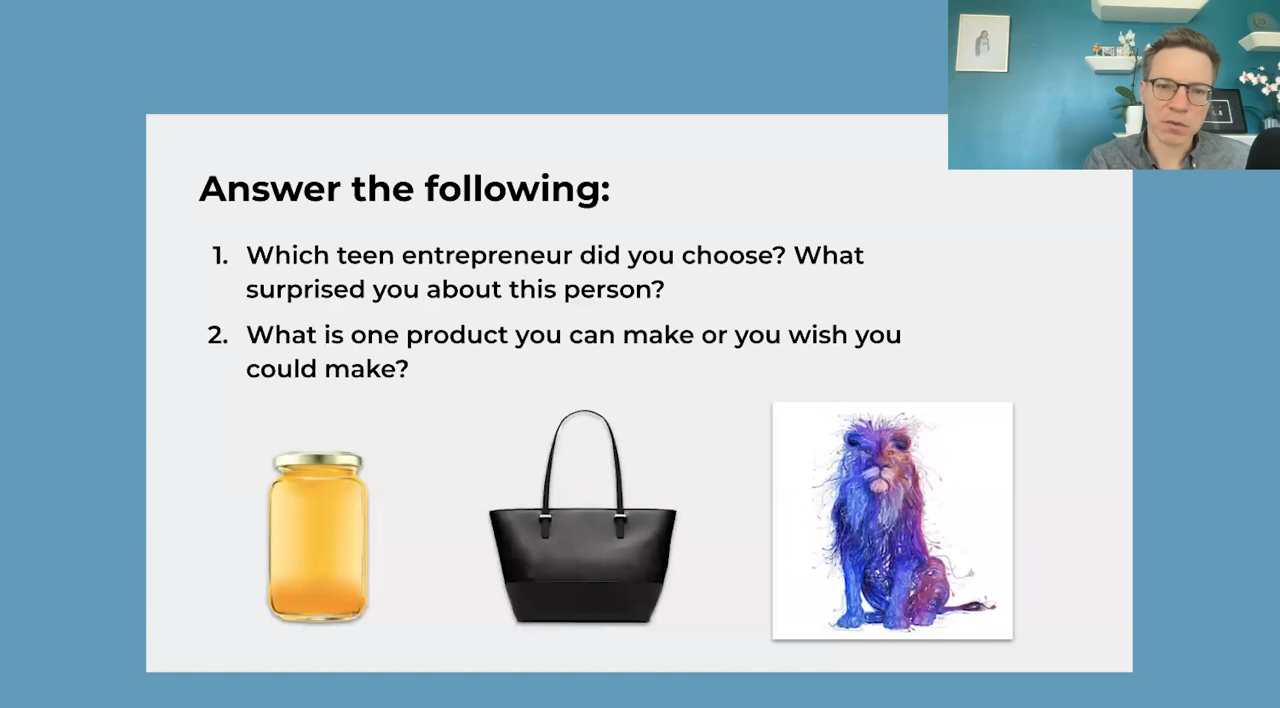 Answer the following:
1. Which teen entrepreneur did you choose? What
surprised you about this person?
2. What is one product you can make or you wish you
could make?